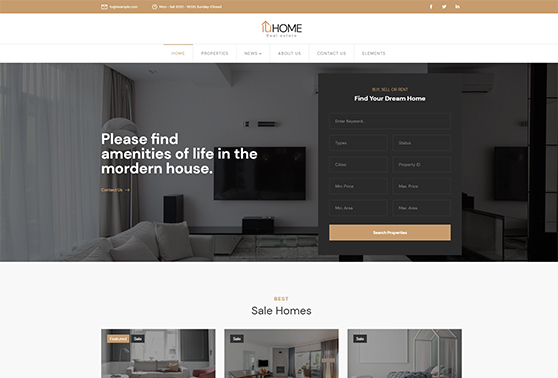 Mon - Sat 8:00 - 18:00 Sunday Closed
HOME
Real estate
HOME
PROPERTIES
NEWS
ABOUT US
CONTACT US
ELEMENTS
Please find
amenities of life in the
mordern house.
Contact Us
BUY, SELL OR RENT
Find Your Dream Home
Enter Keyword...
Types
Status
Cities
Property ID
Min. Price
Max. Price
Min. Area
Max. Area
Search Properties
BEST
Sale Homes
Featured
Sale
Sale
Sale